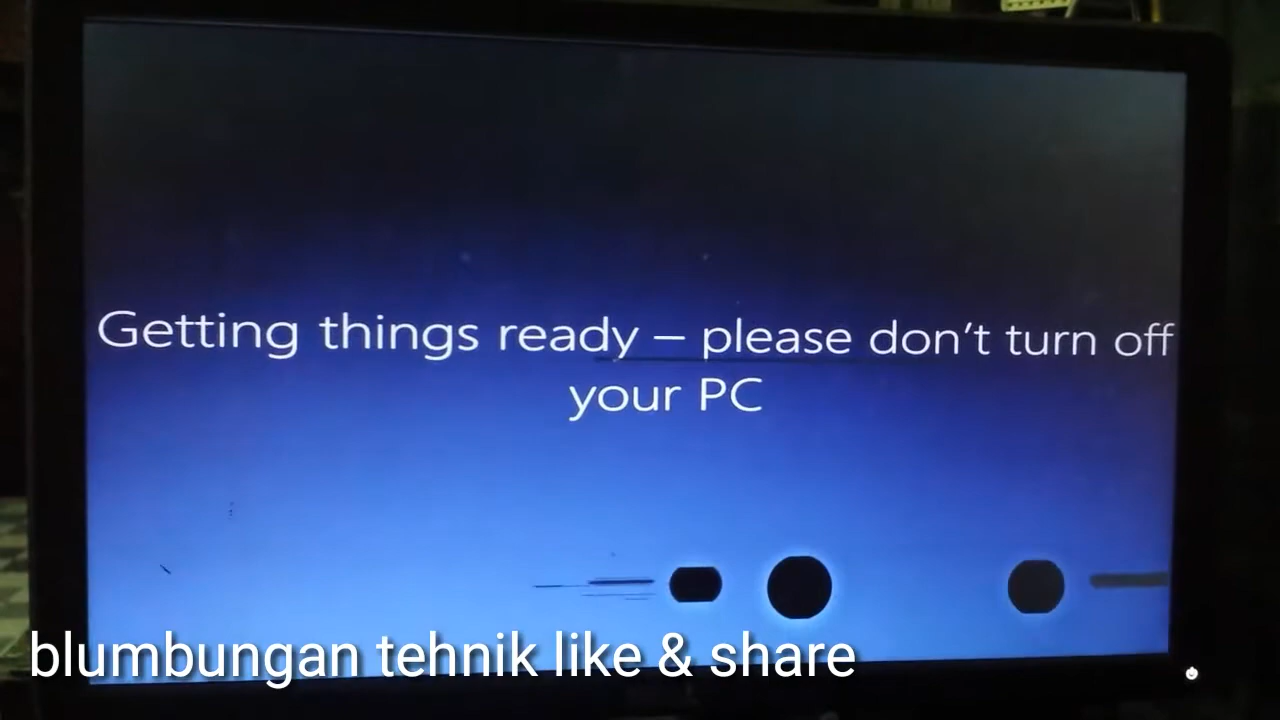 Getting things ready – please don't turn off
your PC
blumbungan tehnik like & share